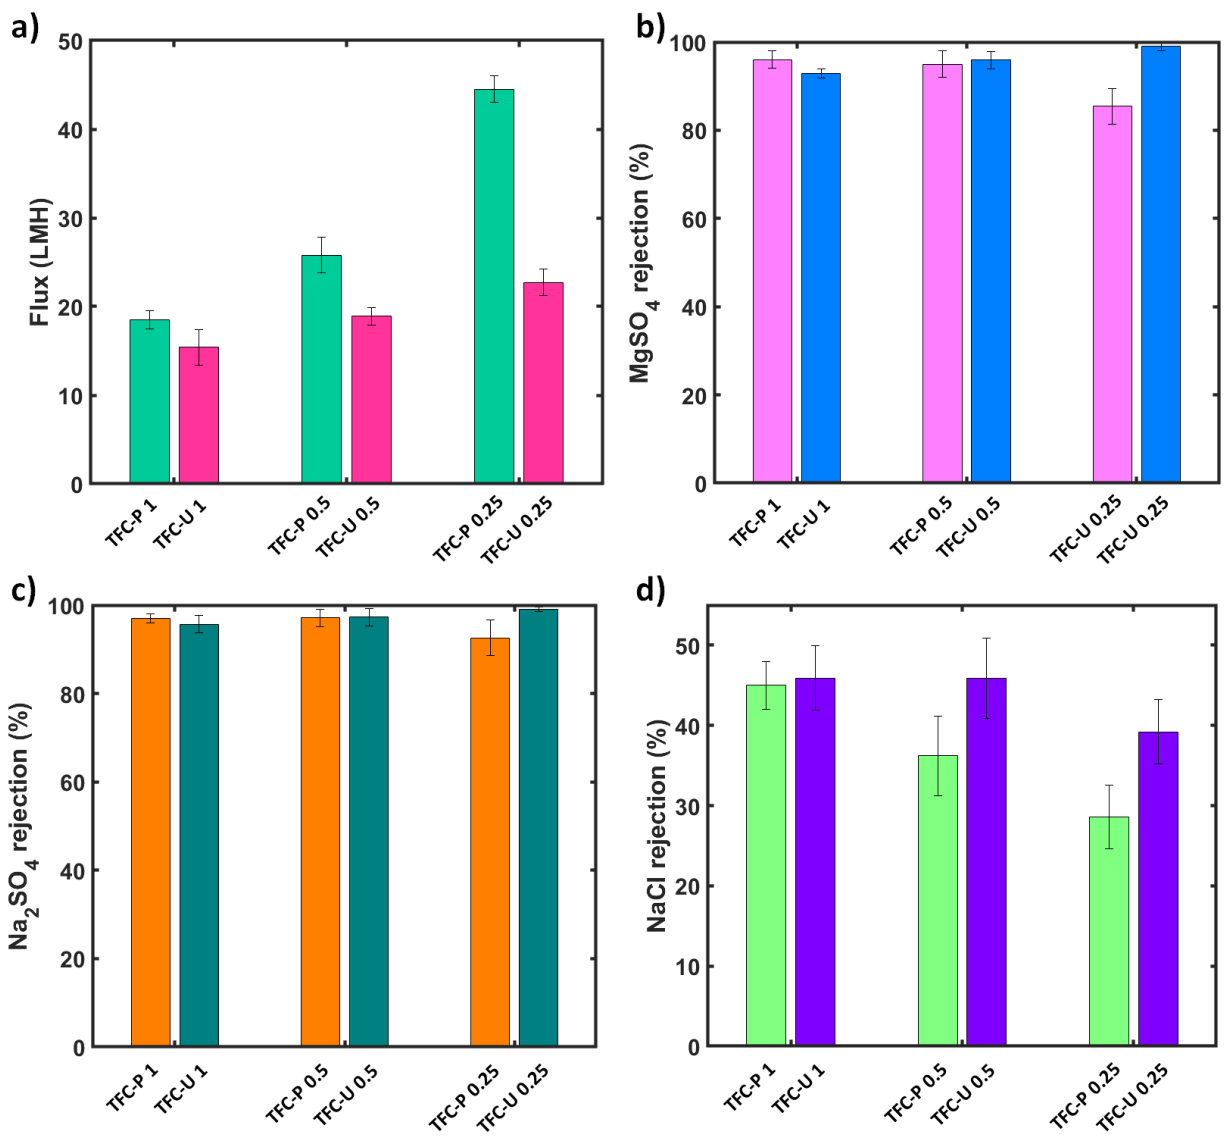 a)
50
40
30
20
10
0
Flux (LMH)
TFC-P 1
TFC-U 1
TFC-P 0.5
TFC-U 0.5
TFC-P 0.25
TFC-U 0.25
b)
100
80
60
40
20
0
MgSO4 rejection (%)
TFC-P 1
TFC-U 1
TFC-P 0.5
TFC-U 0.5
TFC-U 0.25
TFC-U 0.25
c)
100
80
60
40
20
0
Na2SO4 rejection (%)
TFC-P 1
TFC-U 1
TFC-P 0.5
TFC-U 0.5
TFC-P 0.25
TFC-U 0.25
d)
50
40
30
20
10
0
NaCl rejection (%)
TFC-P 1
TFC-U 1
TFC-P 0.5
TFC-U 0.5
TFC-P 0.25
TFC-U 0.25